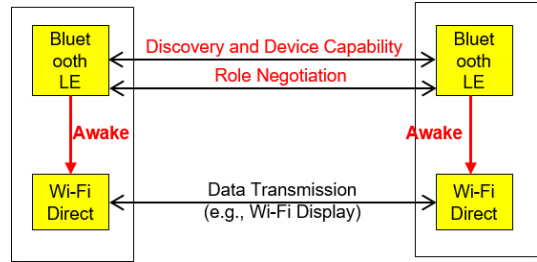 Bluet
ooth
LE
Discovery and Device Capability
Role Negotiation
Bluet
ooth
LE
Awake
Awake
Wi-Fi
Direct
Data Transmission
(e.g., Wi-Fi Display)
Wi-Fi
Direct